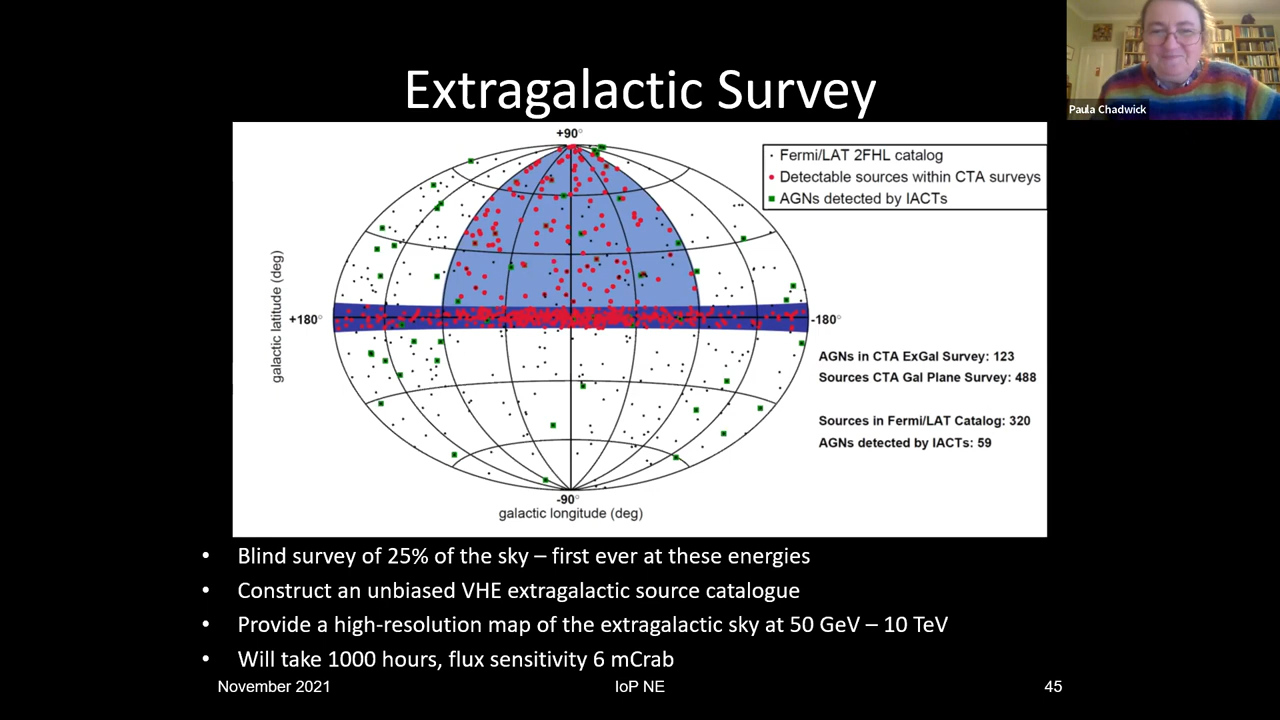 Extragalactic Survey
Paula Chadwick
+90°
· Fermi/LAT 2FHL catalog
Detectable sources within CTA surveys
AGNs detected by IACTs
galactic latitude (deg)
+180°
-180°
AGNs in CTA ExGal Survey: 123
Sources CTA Gal Plane Survey: 488
Sources in Fermi/LAT Catalog: 320
AGNs detected by IACTs: 59
-90°
galactic longitude (deg)
• Blind survey of 25% of the sky – first ever at these energies
• Construct an unbiased VHE extragalactic source catalogue
• Provide a high-resolution map of the extragalactic sky at 50 GeV – 10 TeV
• Will take 1000 hours, flux sensitivity 6 mCrab
November 2021
IoP NE
45